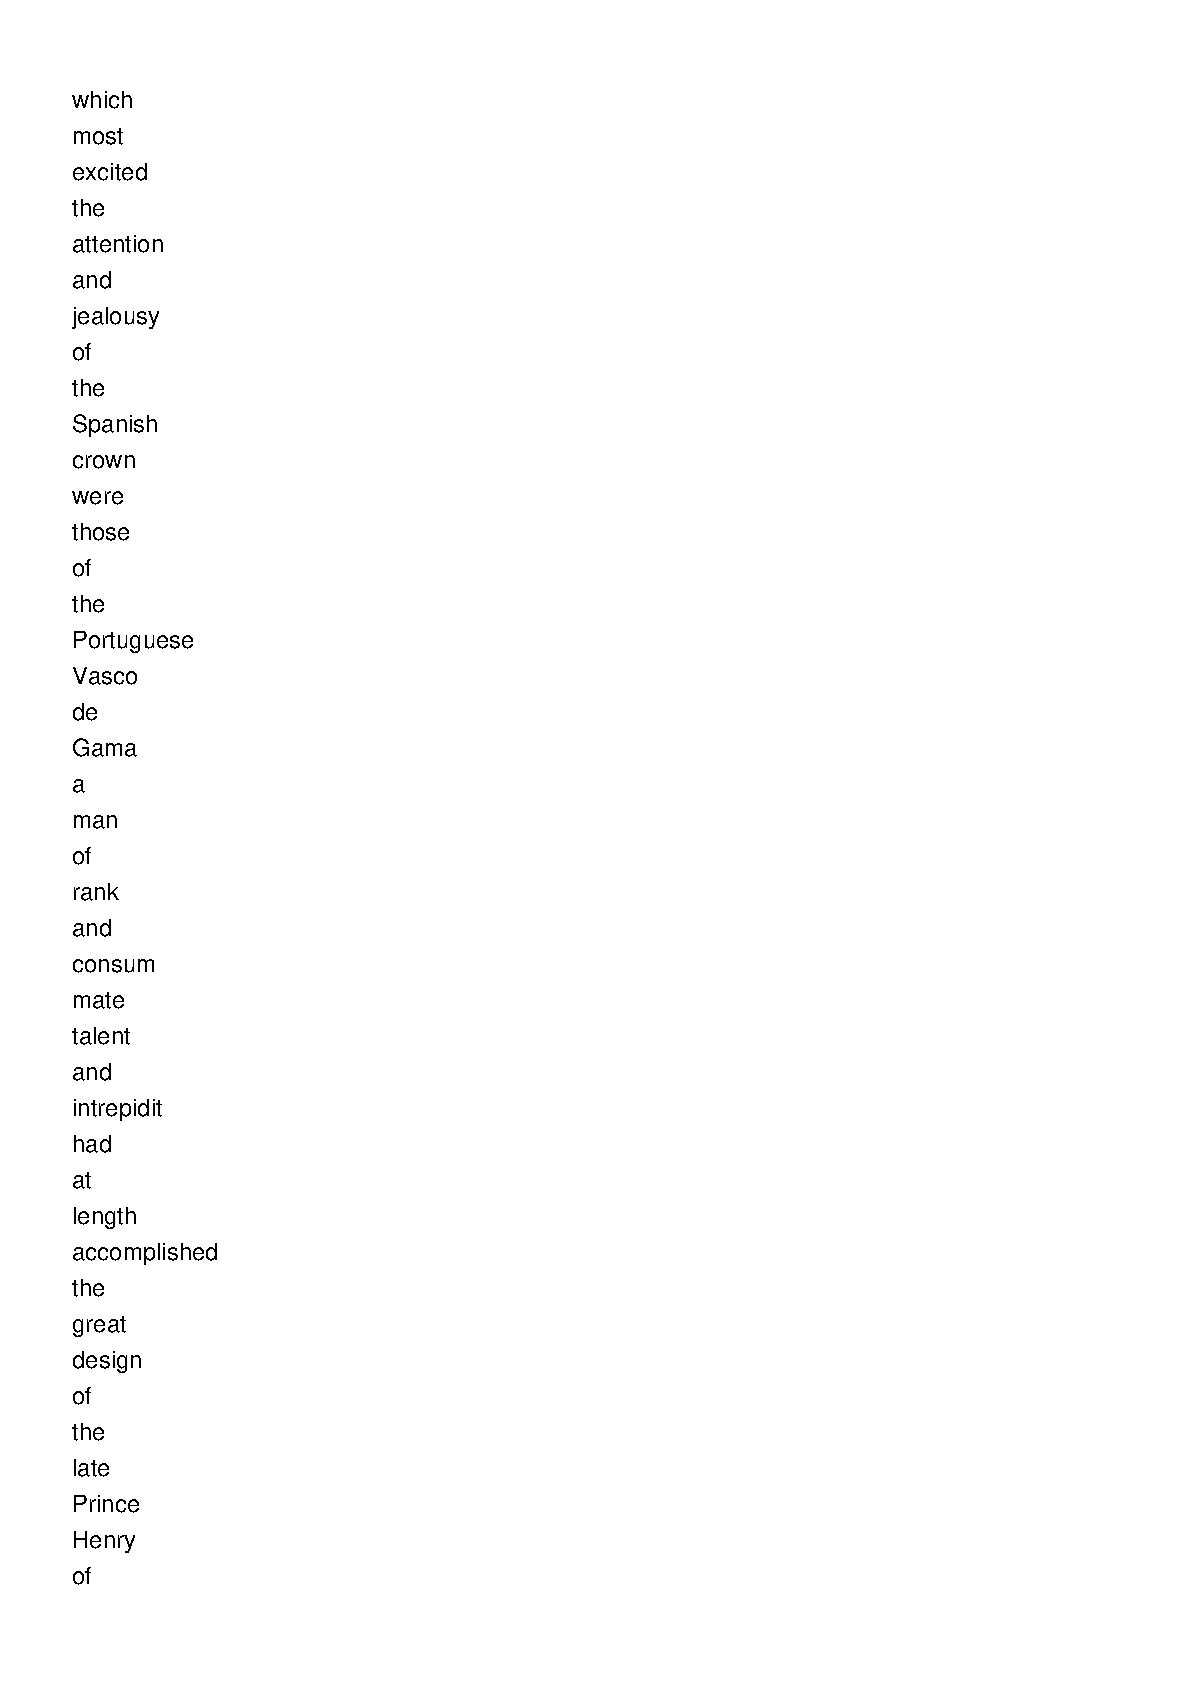 which
most
excited
the
attention
and
jealousy
of
the
Spanish
crown
were
those
of
the
Portuguese
Vasco
de
Gama
a
man
of
rank
and
consum
mate
talent
and
intrepidit
had
at
length
accomplished
the
great
design
of
the
late
Prince
Henry
of